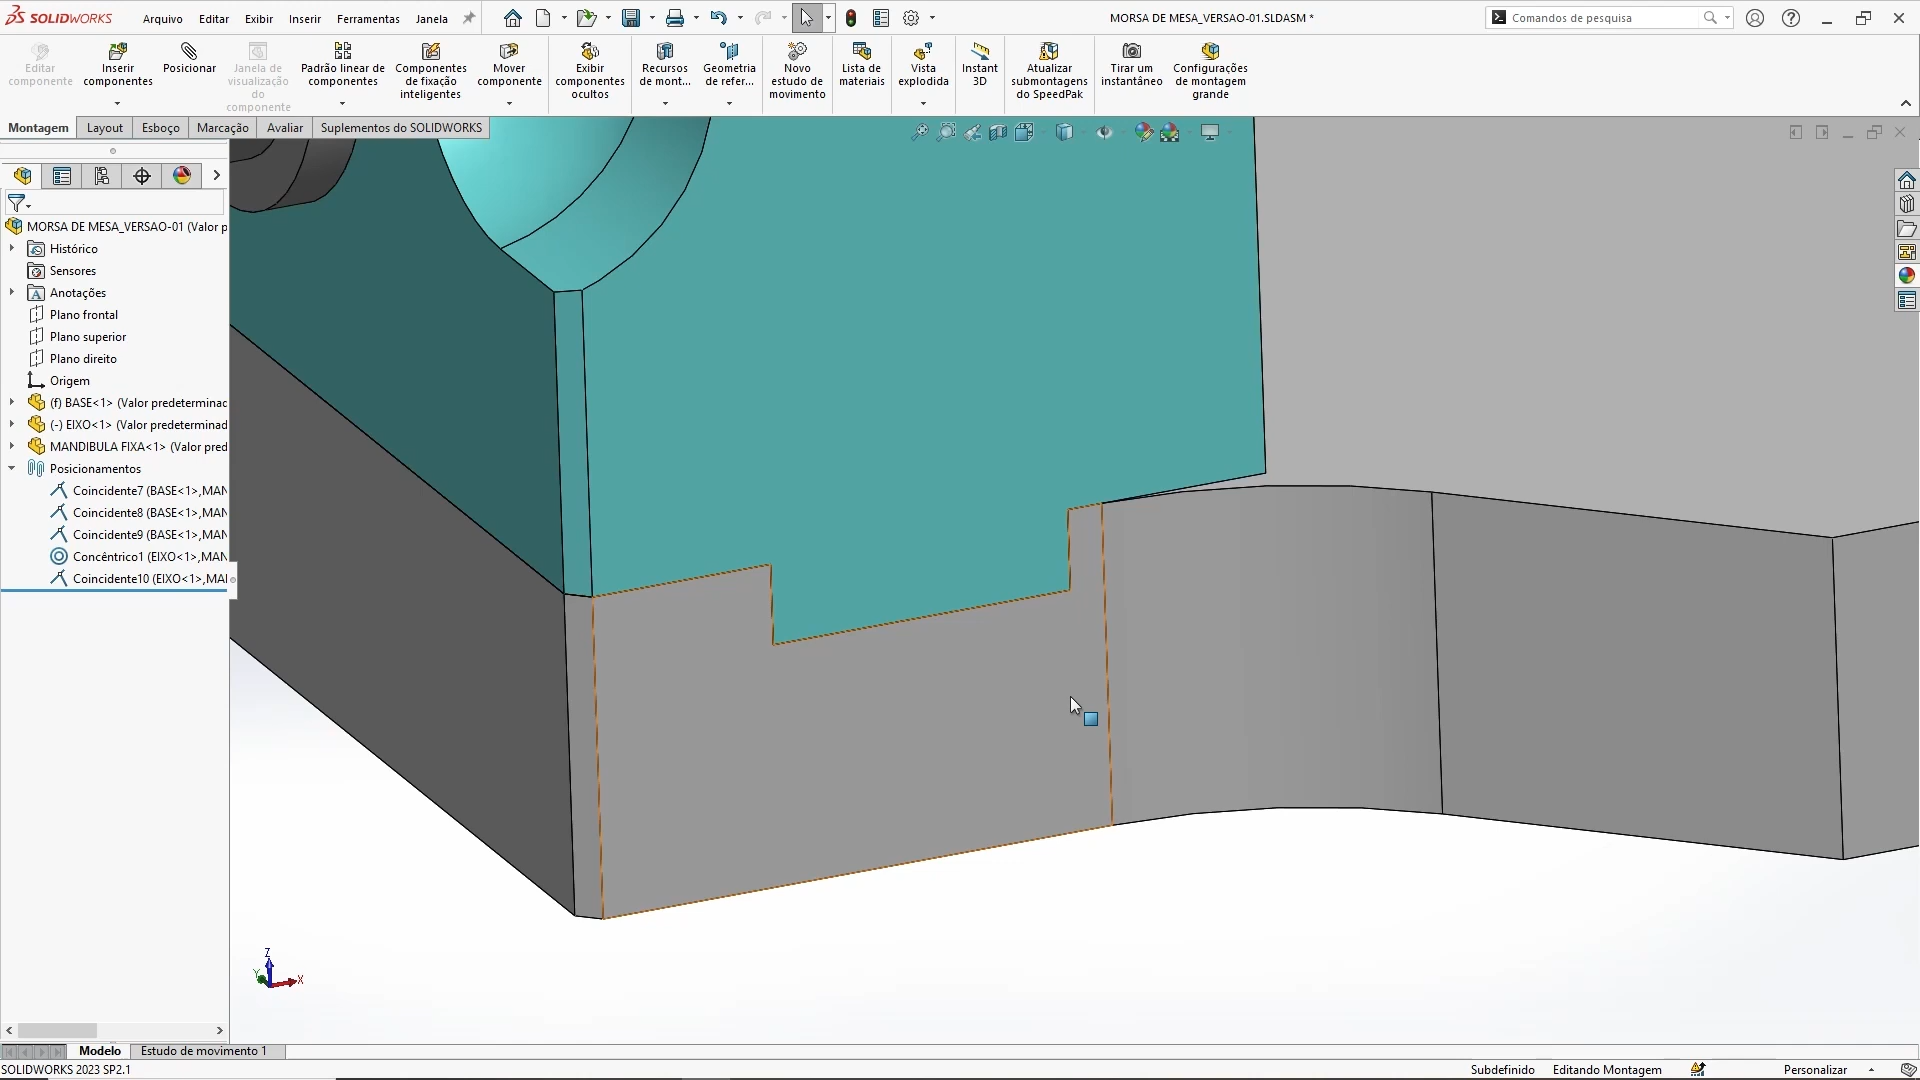 SOLIDWORKS
Arquivo
Editar
Exibir
Inserir
Ferramentas
Janela
MORSA DE MESA_VERSAO-01.SLDASM *
Comandos de pesquisa
Editar componente
Inserir componentes
Posicionar
Janela de visualização do componente
Padrão linear de componentes
Componentes de fixação inteligentes
Mover componente
Exibir componentes ocultos
Recursos de mont...
Geometria de refer...
Novo estudo de movimento
Lista de materiais
Vista explodida
Instant 3D
Atualizar submontagens do SpeedPak
Tirar um instantâneo
Configurações de montagem grande
Montagem
Layout
Esboço
Marcação
Avaliar
Suplementos do SOLIDWORKS
MORSA DE MESA_VERSAO-01 (Valor p
Histórico
Sensores
Anotações
Plano frontal
Plano superior
Plano direito
Origem
(f) BASE<1> (Valor predeterminac
(-) EIXO<1> (Valor predeterminad
MANDIBULA FIXA<1> (Valor pred
Posicionamentos
Coincidente7 (BASE<1>,MAN
Coincidente8 (BASE<1>,MAN
Coincidente9 (BASE<1>,MAN
Concêntrico1 (EIXO<1>,MAN
Coincidente10 (EIXO<1>,MAI
Z
Y
X
Modelo
Estudo de movimento 1
SOLIDWORKS 2023 SP2.1
Subdefinido
Editando Montagem
Personalizar